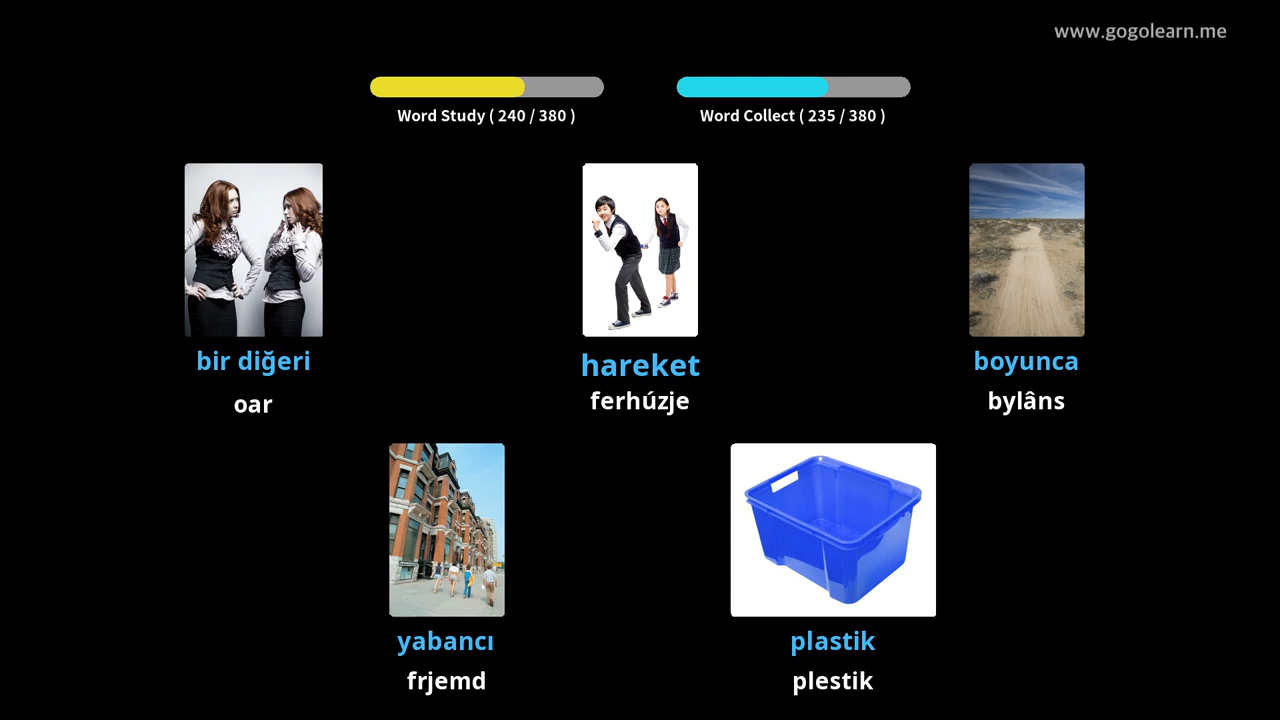 www.gogolearn.me
Word Study ( 240 / 380 )
Word Collect ( 235 / 380 )
bir diğeri
oar
hareket
ferhúzje
boyunca
bylâns
yabancı
frjemd
plastik
plestik